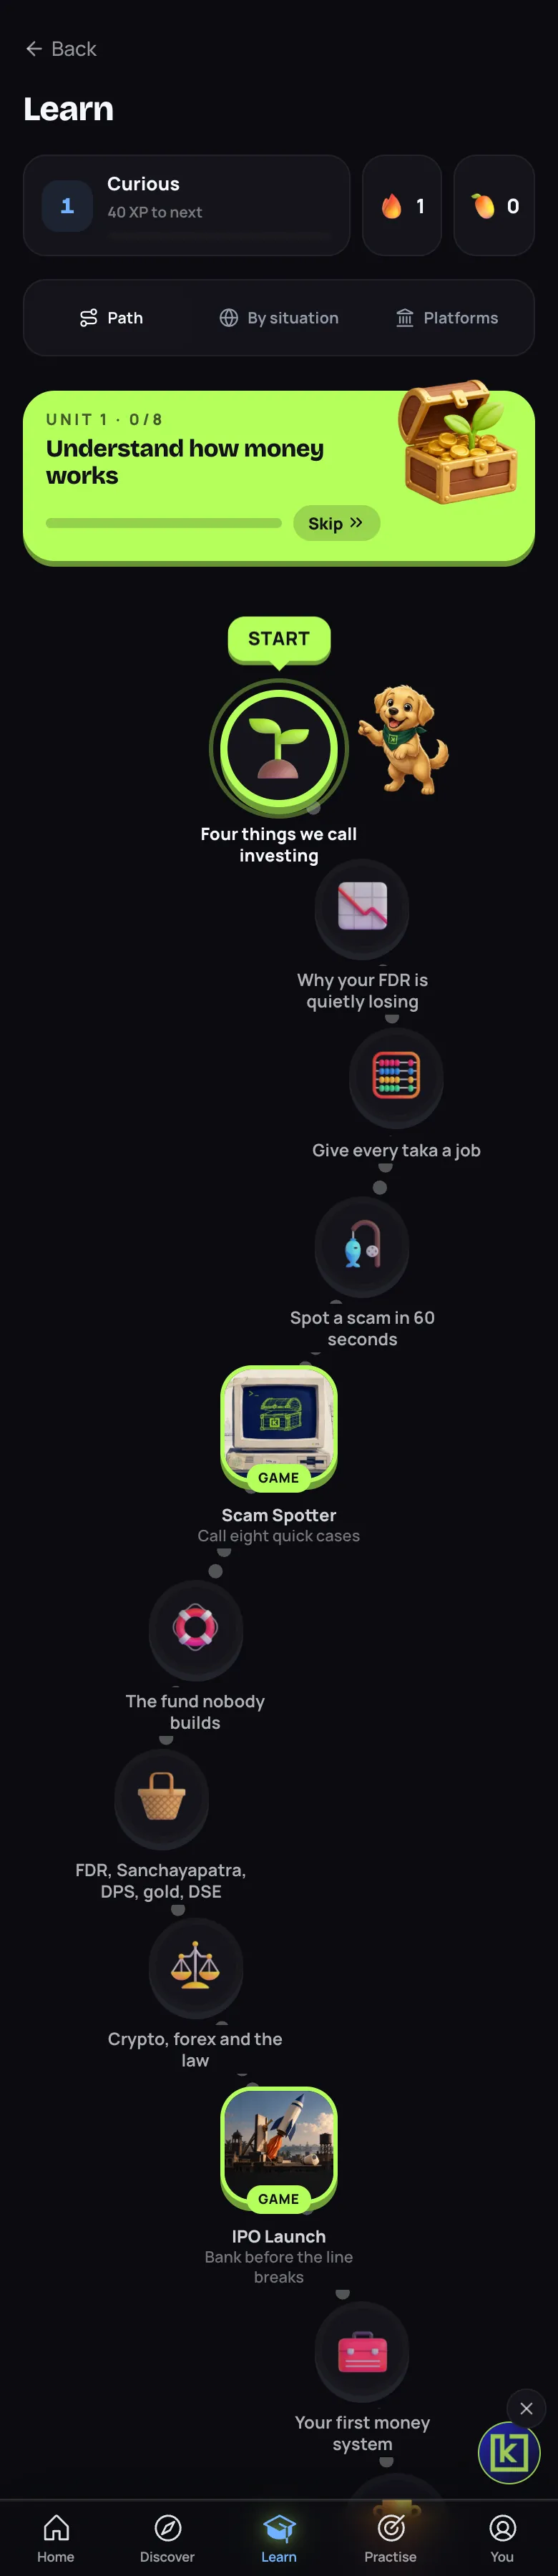 Back
Learn
1
Curious
40 XP to next
1
0
Path
By situation
Platforms
UNIT 1 · 0/8
Understand how money
works
Skip
START
Four things we call
investing
Why your FDR is
quietly losing
Give every taka a job
Spot a scam in 60
seconds
GAME
Scam Spotter
Call eight quick cases
The fund nobody
builds
FDR, Sanchayapatra,
DPS, gold, DSE
Crypto, forex and the
law
GAME
IPO Launch
Bank before the line
breaks
Your first money
system
K
Home
Discover
Learn
Practise
You